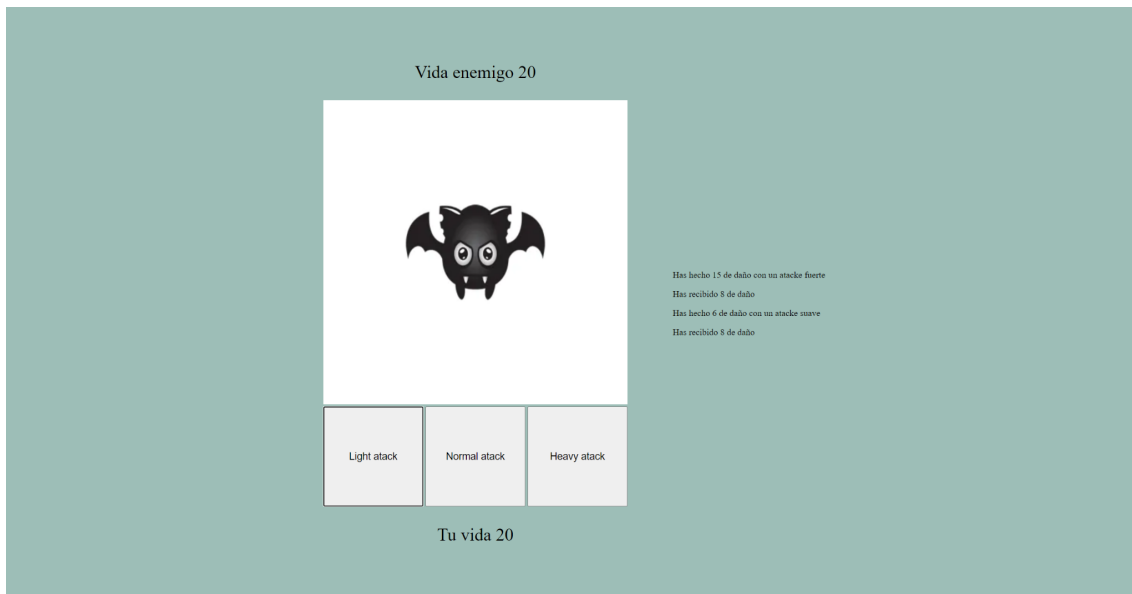 Vida enemigo 20
Has hecho 15 de daño con un atacke fuerte
Has recibido 8 de daño
Has hecho 6 de daño con un atacke suave
Has recibido 8 de daño
Light atack
Normal atack
Heavy atack
Tu vida 20